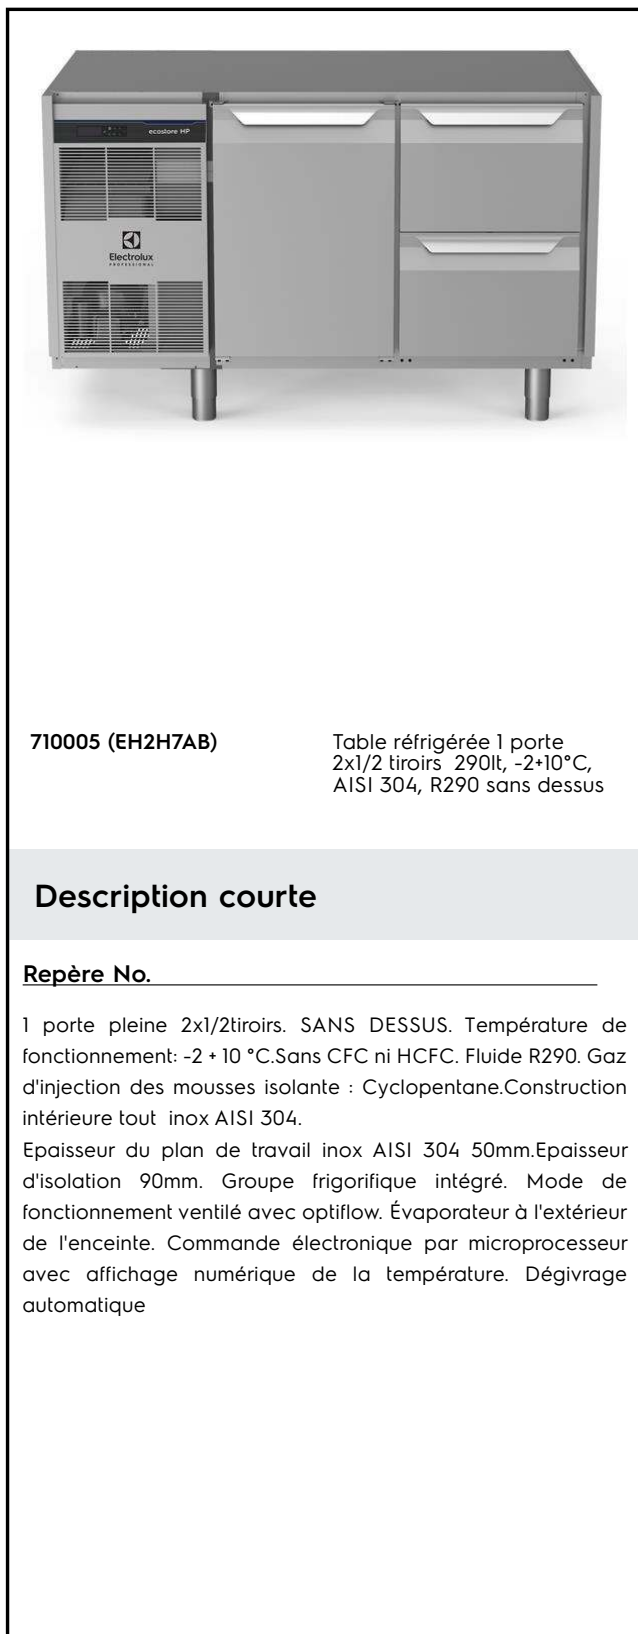 ecostore HP
Electrolux
PROFESSIONAL
710005 (EH2H7AB)
Table réfrigérée 1 porte
2x1/2 tiroirs  290lt, -2+10°C,
AISI 304, R290 sans dessus
Description courte
Repère No.
1 porte pleine 2x1/2tiroirs. SANS DESSUS. Température de
fonctionnement: -2 + 10 °C.Sans CFC ni HCFC. Fluide R290. Gaz
d'injection des mousses isolante : Cyclopentane.Construction
intérieure tout  inox AISI 304.
Epaisseur du plan de travail inox AISI 304 50mm.Epaisseur
d'isolation 90mm. Groupe frigorifique intégré. Mode de
fonctionnement ventilé avec optiflow. Évaporateur à l'extérieur
de l'enceinte. Commande électronique par microprocesseur
avec affichage numérique de la température. Dégivrage
automatique